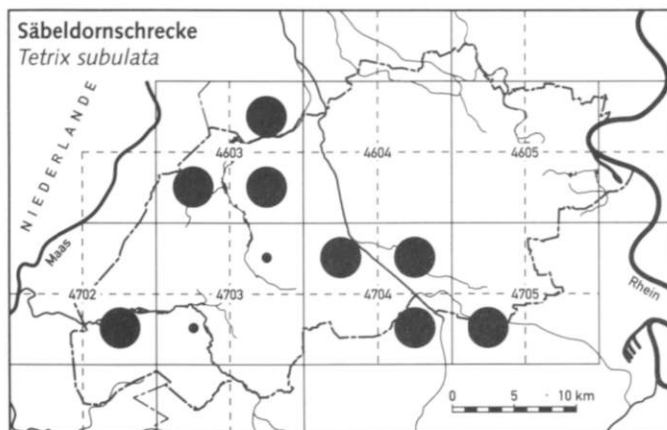 Säbeldornschrecke
Tetrix subulata
NIEDERLANDE
Maas
4603
4604
4605
4702
4703
4704
4705
Rhein
0 5 10 km